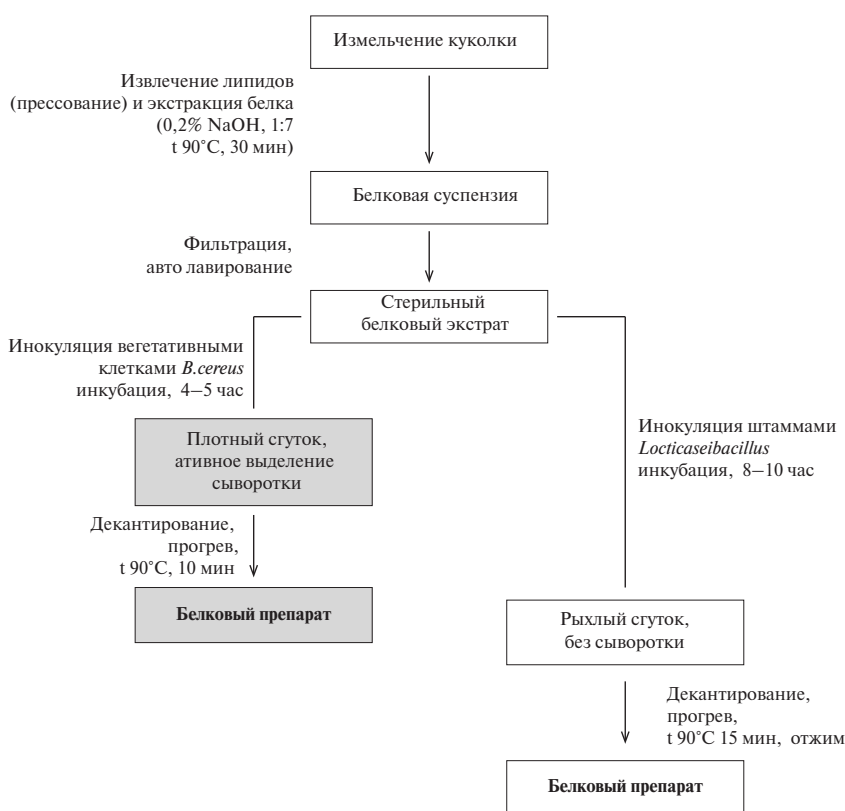 Измельчение куколки
Извлечение липидов
(прессование) и экстракция белка
(0,2% NaOH, 1:7
t 90˚C, 30 мин)
Белковая суспензия
Фильтрация,
авто лавирование
Стерильный
белковый экстрат
Инокуляция вегетативными
клетками B.cereus
инкубация, 4–5 час
Плотный сгуток,
ативное выделение
сыворотки
Декантирование,
прогрев,
t 90˚C, 10 мин
Белковый препарат
Инокуляция штаммами
Locticaseibacillus
инкубация, 8–10 час
Рыхлый сгуток,
без сыворотки
Декантирование,
прогрев,
t 90˚C 15 мин, отжим
Белковый препарат